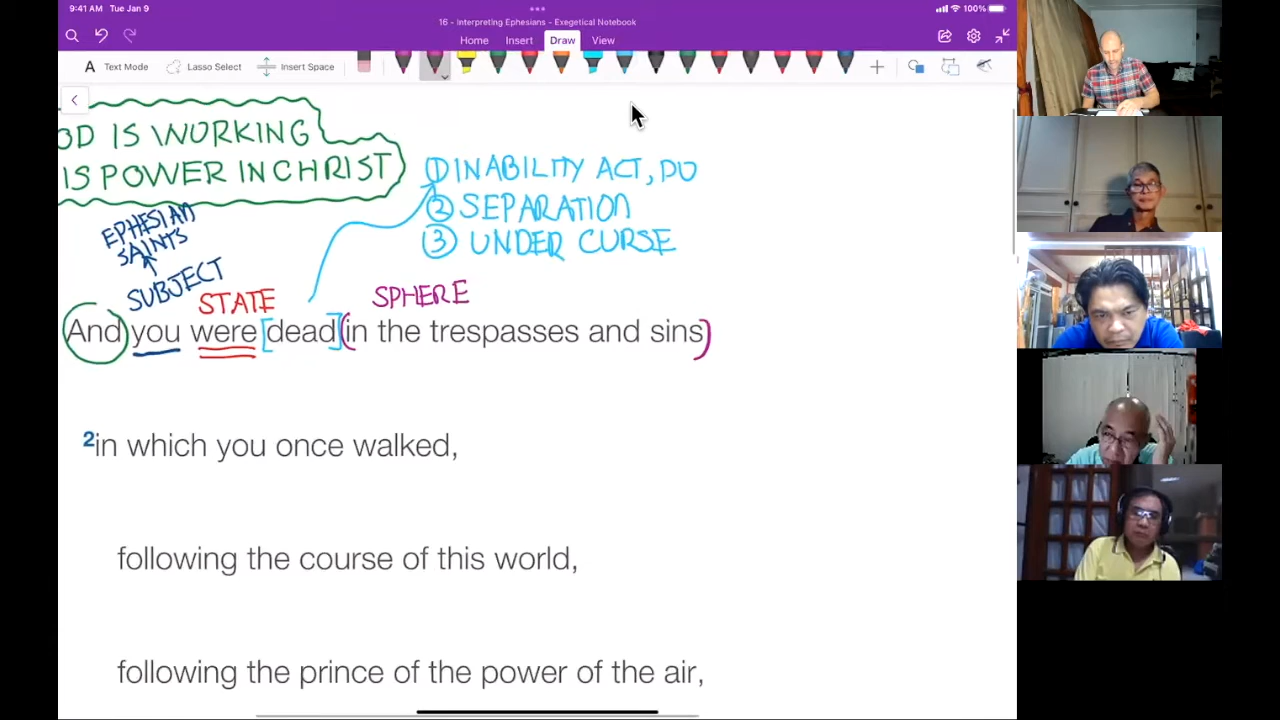 9:41 AM Tue Jan 9
100%
16 - Interpreting Ephesians - Exegetical Notebook
Home Insert Draw View
A Text Mode Lasso Select Insert Space
OD IS WORKING
IS POWER IN CHRIST
① INABILITY ACT, DO
② SEPARATION
③ UNDER CURSE
EPHESIAN
SAINTS
SUBJECT
STATE
SPHERE
And you were [dead] (in the trespasses and sins)
2in which you once walked,
following the course of this world,
following the prince of the power of the air,